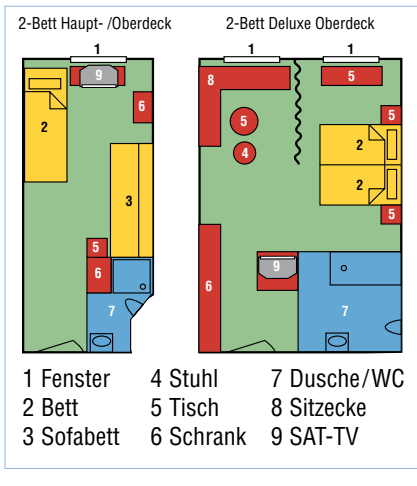 2-Bett Haupt- /Oberdeck
2-Bett Deluxe Oberdeck
1
1
1
9
6
2
3
5
6
7
8
5
5
5
4
2
2
5
9
6
7
1 Fenster
2 Bett
3 Sofabett
4 Stuhl
5 Tisch
6 Schrank
7 Dusche/WC
8 Sitzecke
9 SAT-TV